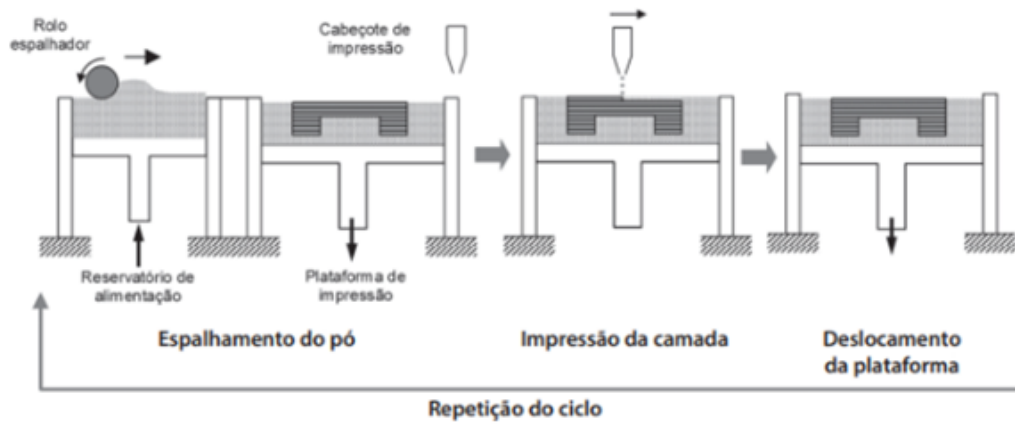 Rolo
espalhador
Cabeçote de
impressão
Reservatório de
alimentação
Plataforma de
impressão
Espalhamento do pó
Impressão da camada
Deslocamento
da plataforma
Repetição do ciclo